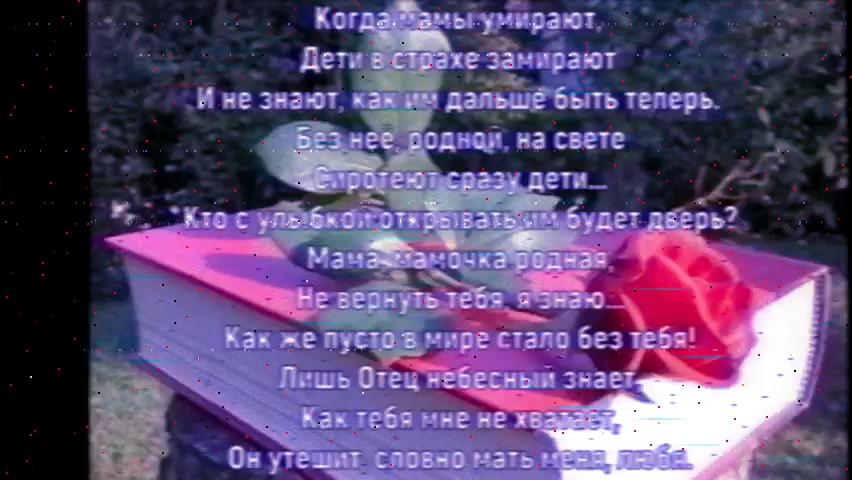 Когда мамы умирают,
Дети в страхе замирают
И не знают, как им дальше быть теперь.
Без нее, родной, на свете
Сиротеют сразу дети...
Кто с улыбкой открывать им будет дверь?
Мама, мамочка родная,
Не вернуть тебя, я знаю...
Как же пусто в мире стало без тебя!
Лишь Отец небесный знает,
Как тебя мне не хватает,
Он утешит, словно мать меня, любя.